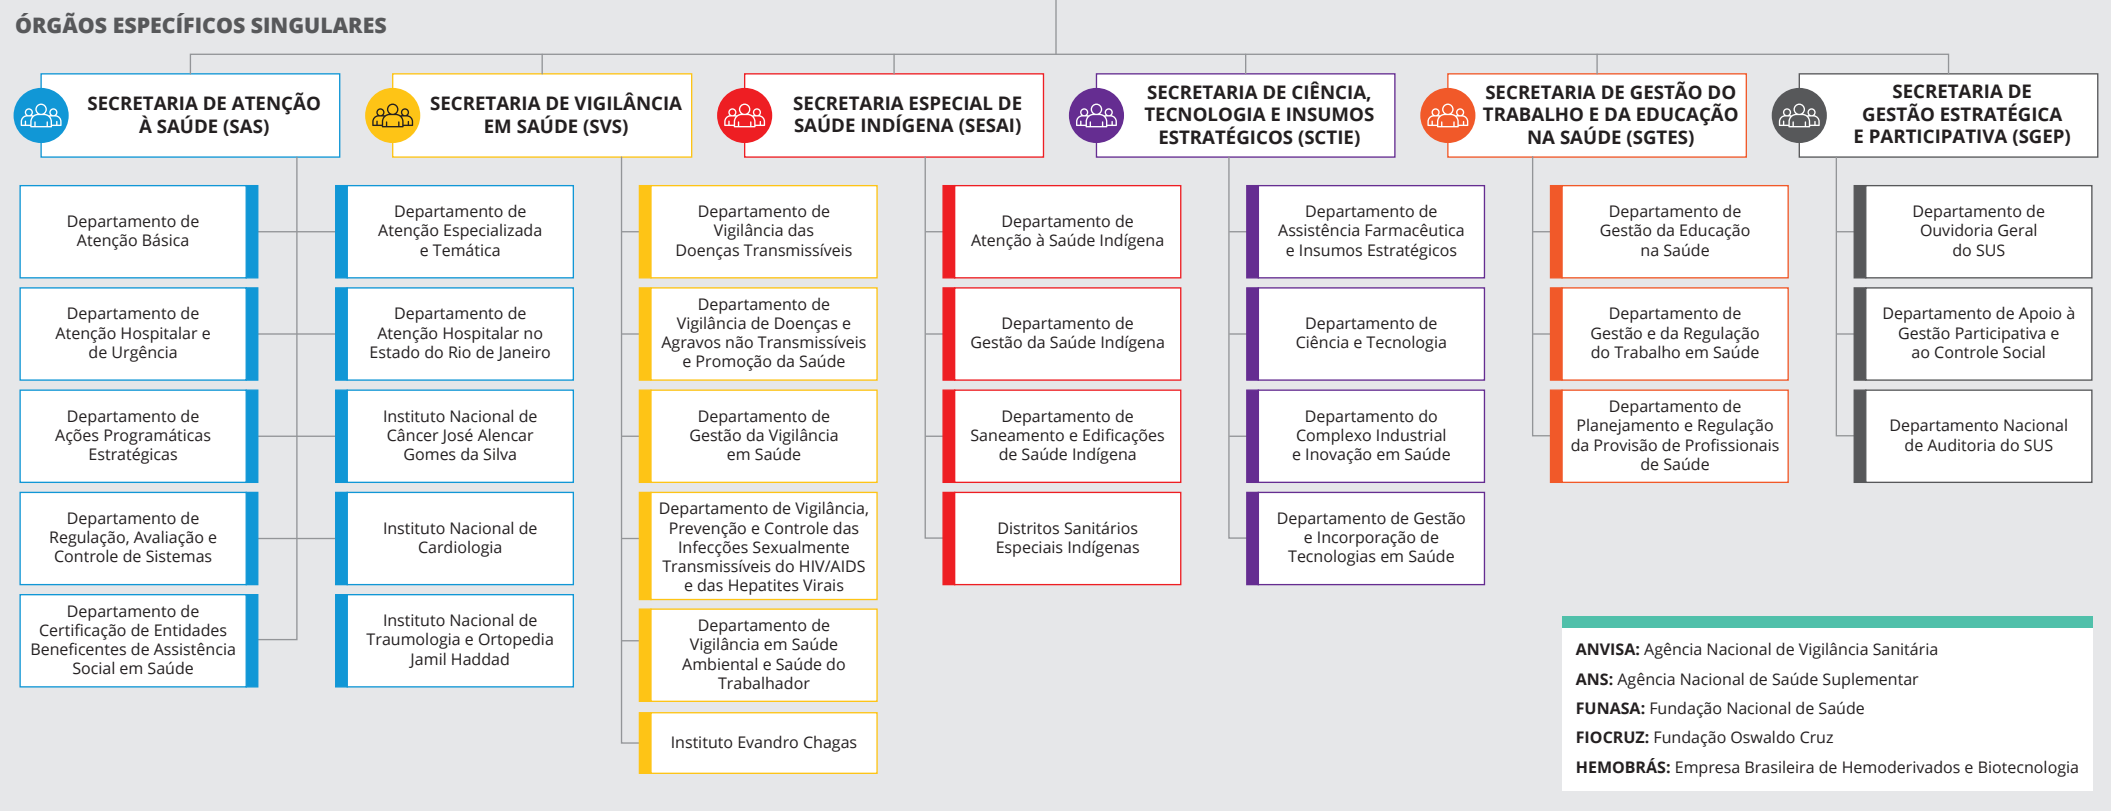 ÓRGÃOS ESPECÍFICOS SINGULARES
SECRETARIA DE ATENÇÃO
À SAÚDE (SAS)
Departamento de
Atenção Básica
Departamento de
Atenção Hospitalar e
de Urgência
Departamento de
Ações Programáticas
Estratégicas
Departamento de
Regulação, Avaliação e
Controle de Sistemas
Departamento de
Certificação de Entidades
Beneficentes de Assistência
Social em Saúde
Departamento de
Atenção Especializada
e Temática
Departamento de
Atenção Hospitalar no
Estado do Rio de Janeiro
Instituto Nacional de
Câncer José Alencar
Gomes da Silva
Instituto Nacional de
Cardiologia
Instituto Nacional de
Traumologia e Ortopedia
Jamil Haddad
SECRETARIA DE VIGILÂNCIA
EM SAÚDE (SVS)
Departamento de
Vigilância das
Doenças Transmissíveis
Departamento de
Vigilância de Doenças e
Agravos não Transmissíveis
e Promoção da Saúde
Departamento de
Gestão da Vigilância
em Saúde
Departamento de Vigilância,
Prevenção e Controle das
Infecções Sexualmente
Transmissíveis do HIV/AIDS
e das Hepatites Virais
Departamento de
Vigilância em Saúde
Ambiental e Saúde do
Trabalhador
Instituto Evandro Chagas
SECRETARIA ESPECIAL DE
SAÚDE INDÍGENA (SESAI)
Departamento de
Atenção à Saúde Indígena
Departamento de
Gestão da Saúde Indígena
Departamento de
Saneamento e Edificações
de Saúde Indígena
Distritos Sanitários
Especiais Indígenas
SECRETARIA DE CIÊNCIA,
TECNOLOGIA E INSUMOS
ESTRATÉGICOS (SCTIE)
Departamento de
Assistência Farmacêutica
e Insumos Estratégicos
Departamento de
Ciência e Tecnologia
Departamento do
Complexo Industrial
e Inovação em Saúde
Departamento de Gestão
e Incorporação de
Tecnologias em Saúde
SECRETARIA DE GESTÃO DO
TRABALHO E DA EDUCAÇÃO
NA SAÚDE (SGTES)
Departamento de
Gestão da Educação
na Saúde
Departamento de
Gestão e da Regulação
do Trabalho em Saúde
Departamento de
Planejamento e Regulação
da Provisão de Profissionais
de Saúde
SECRETARIA DE
GESTÃO ESTRATÉGICA
E PARTICIPATIVA (SGEP)
Departamento de
Ouvidoria Geral
do SUS
Departamento de Apoio à
Gestão Participativa e
ao Controle Social
Departamento Nacional
de Auditoria do SUS
ANVISA: Agência Nacional de Vigilância Sanitária
ANS: Agência Nacional de Saúde Suplementar
FUNASA: Fundação Nacional de Saúde
FIOCRUZ: Fundação Oswaldo Cruz
HEMOBRÁS: Empresa Brasileira de Hemoderivados e Biotecnologia